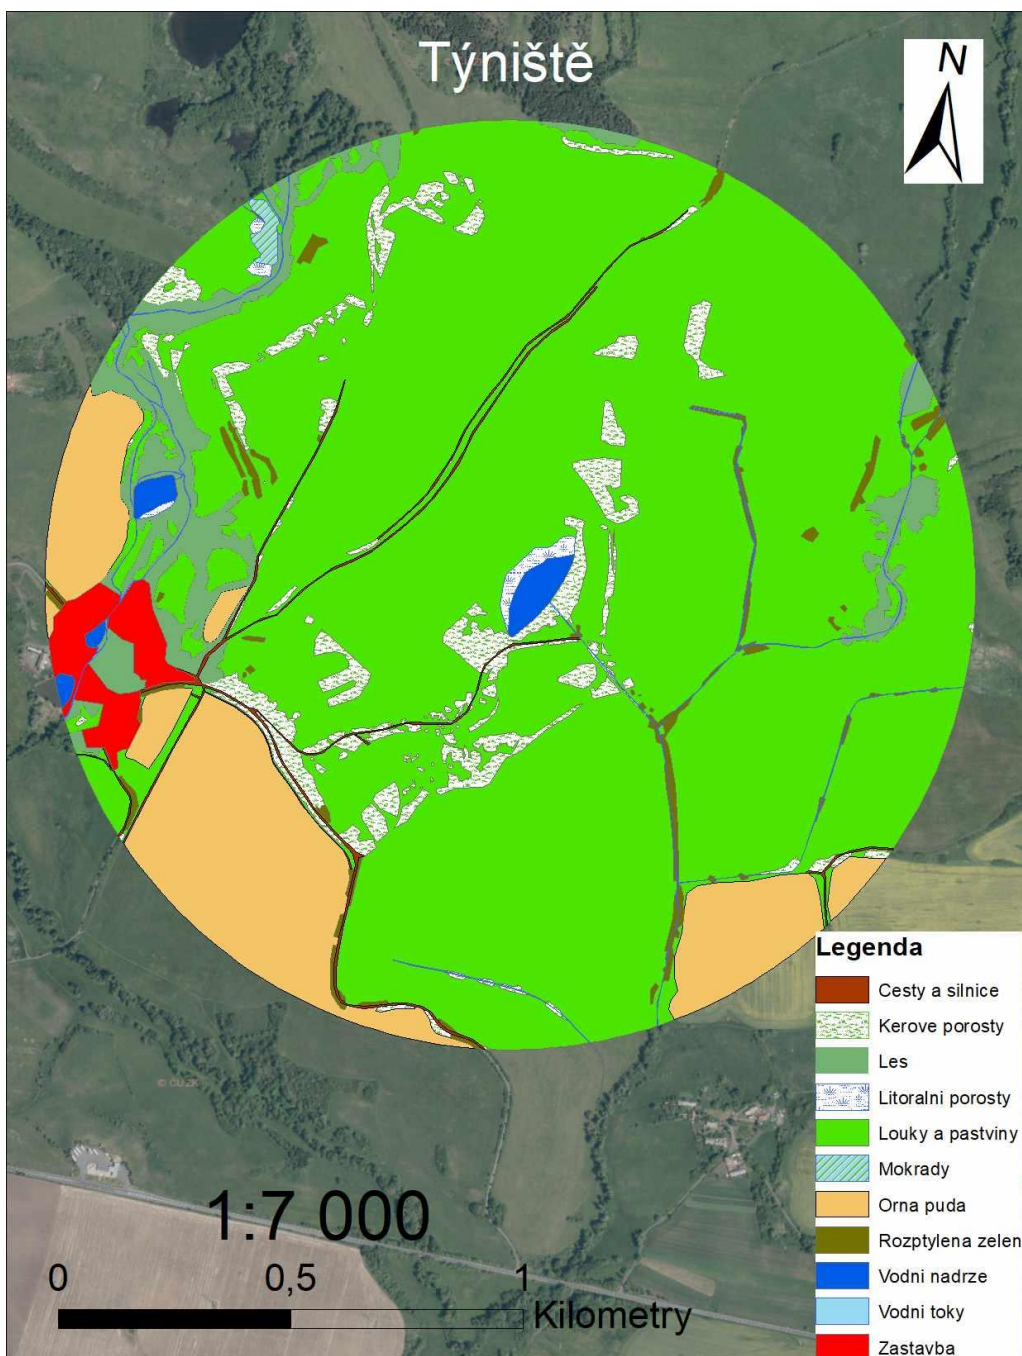 Týniště
N
Legenda
Cesty a silnice
Kerove porosty
Les
Litoralni porosty
Louky a pastviny
Mokrady
Orna puda
Rozptylena zelen
Vodni nadrze
Vodni toky
Zastavba
© ČÚZK
1:7 000
0 0,5 1
Kilometry